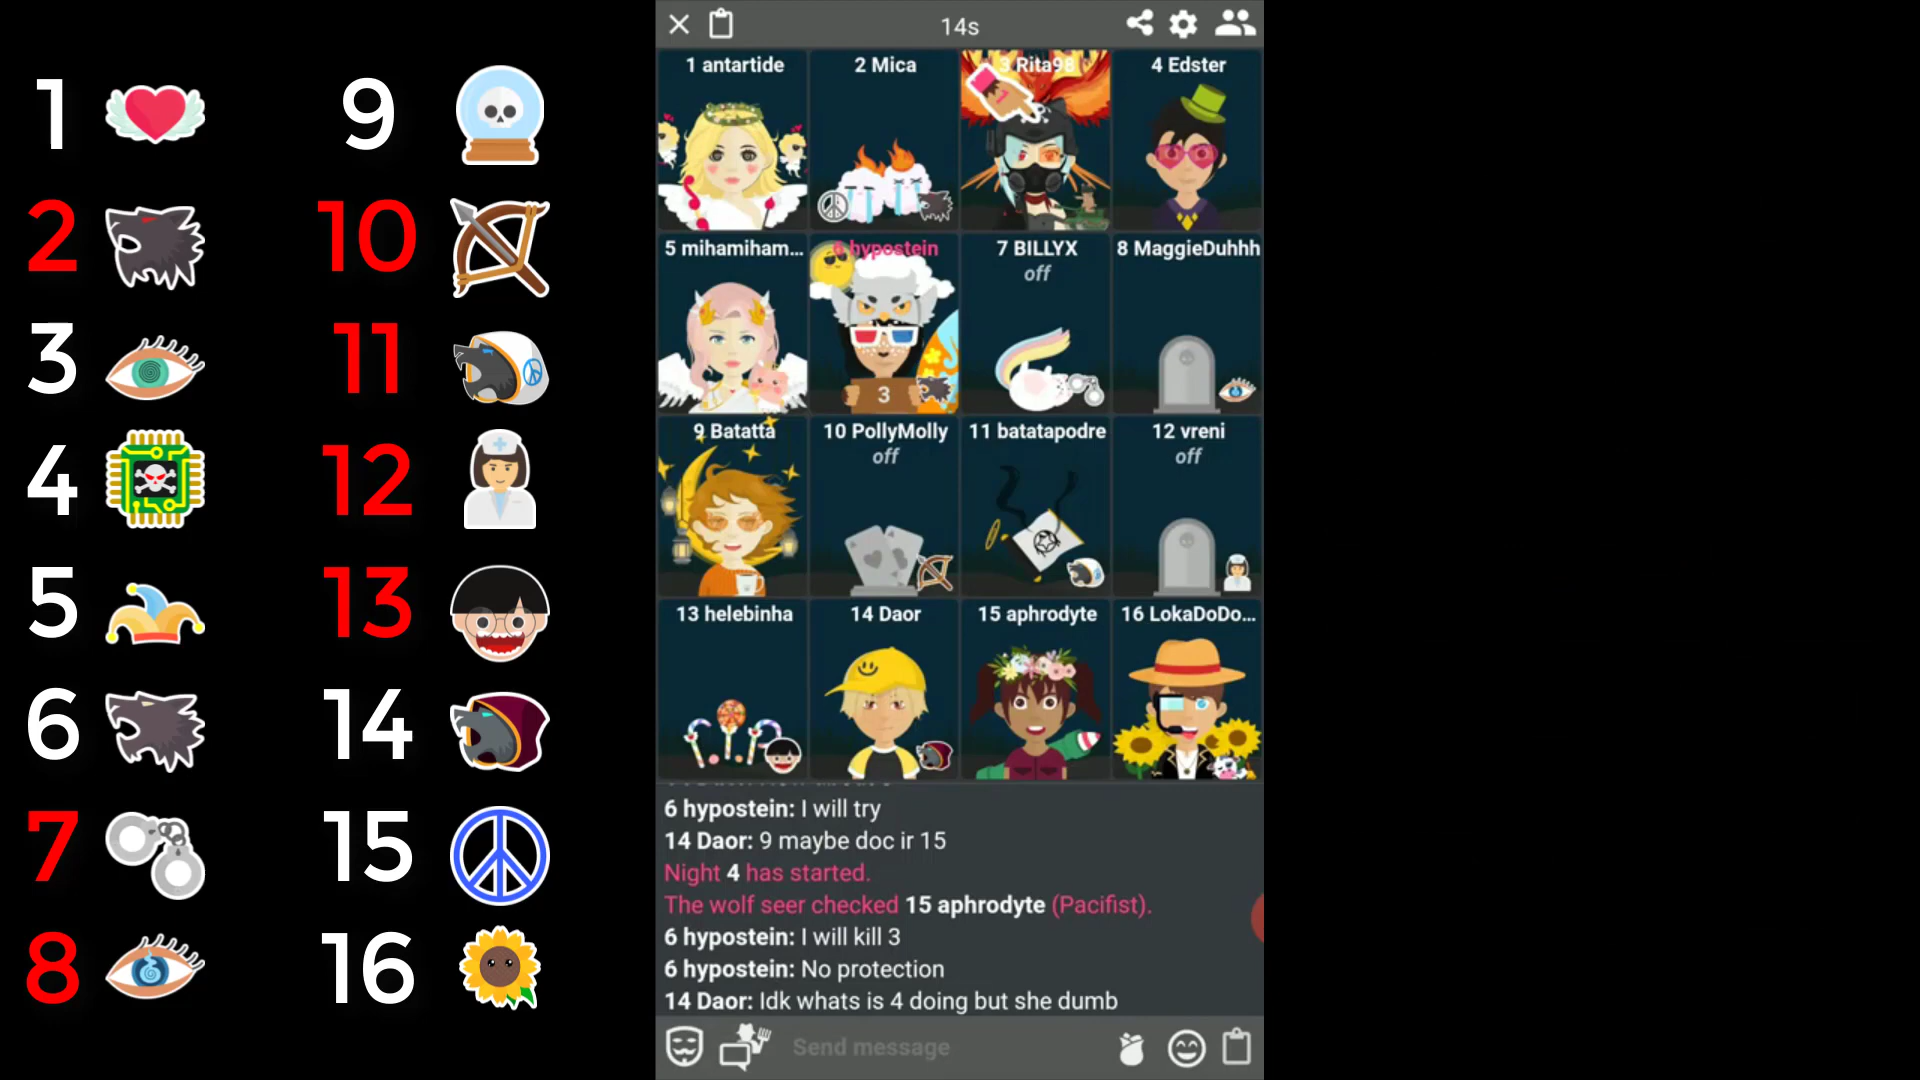 1 9
2 10
3 11
4 12
5 13
6 14
7 15
8 16
14s
1 antartide 2 Mica 3 Rita98 4 Edster
5 mihamiham... 6 hypostein 7 BILLYX 8 MaggieDuhhh
off
3
9 Batatta 10 PollyMolly 11 batatapodre 12 vreni
off off
13 helebinha 14 Daor 15 aphrodyte 16 LokaDoDo...
6 hypostein: I will try
14 Daor: 9 maybe doc ir 15
Night 4 has started.
The wolf seer checked 15 aphrodyte (Pacifist).
6 hypostein: I will kill 3
6 hypostein: No protection
14 Daor: Idk whats is 4 doing but she dumb
Send message